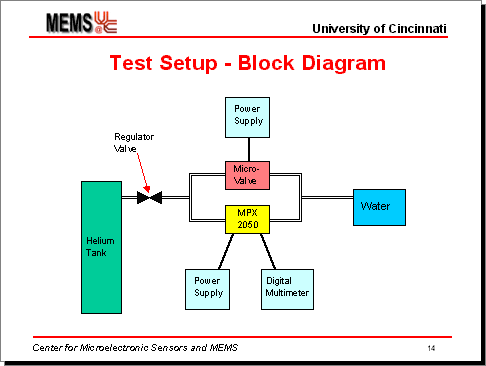 MEMS
UC
@
University of Cincinnati
Test Setup - Block Diagram
Power
Supply
Regulator
Valve
Micro-
Valve
MPX
2050
Water
Helium
Tank
Power
Supply
Digital
Multimeter
Center for Microelectronic Sensors and MEMS
14